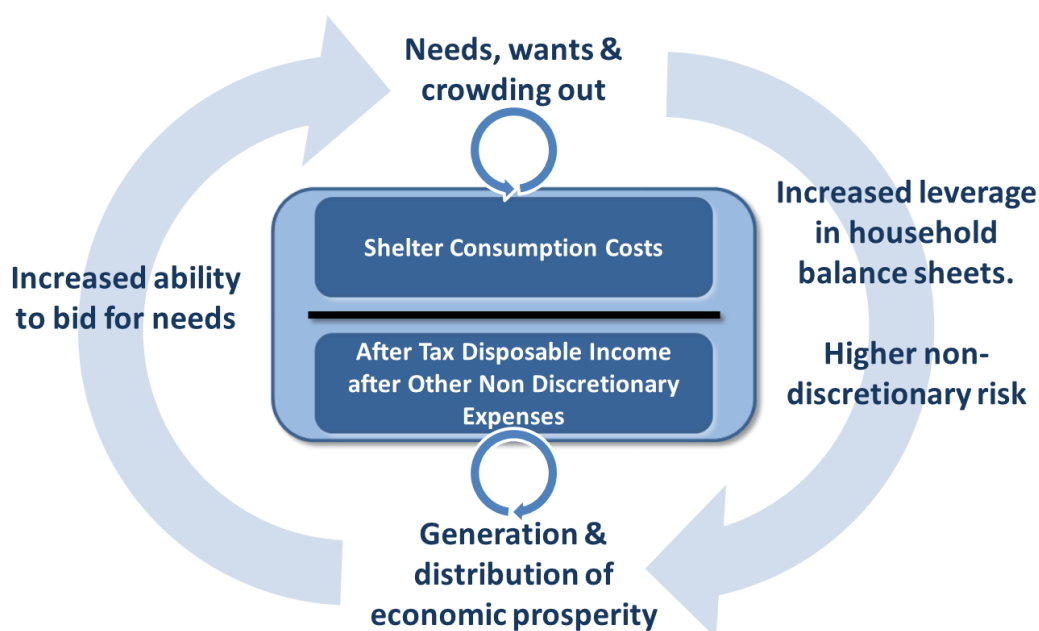 Needs, wants &
crowding out
Shelter Consumption Costs
After Tax Disposable Income
after Other Non Discretionary
Expenses
Increased ability
to bid for needs
Increased leverage
in household
balance sheets.
Higher non-
discretionary risk
Generation &
distribution of
economic prosperity